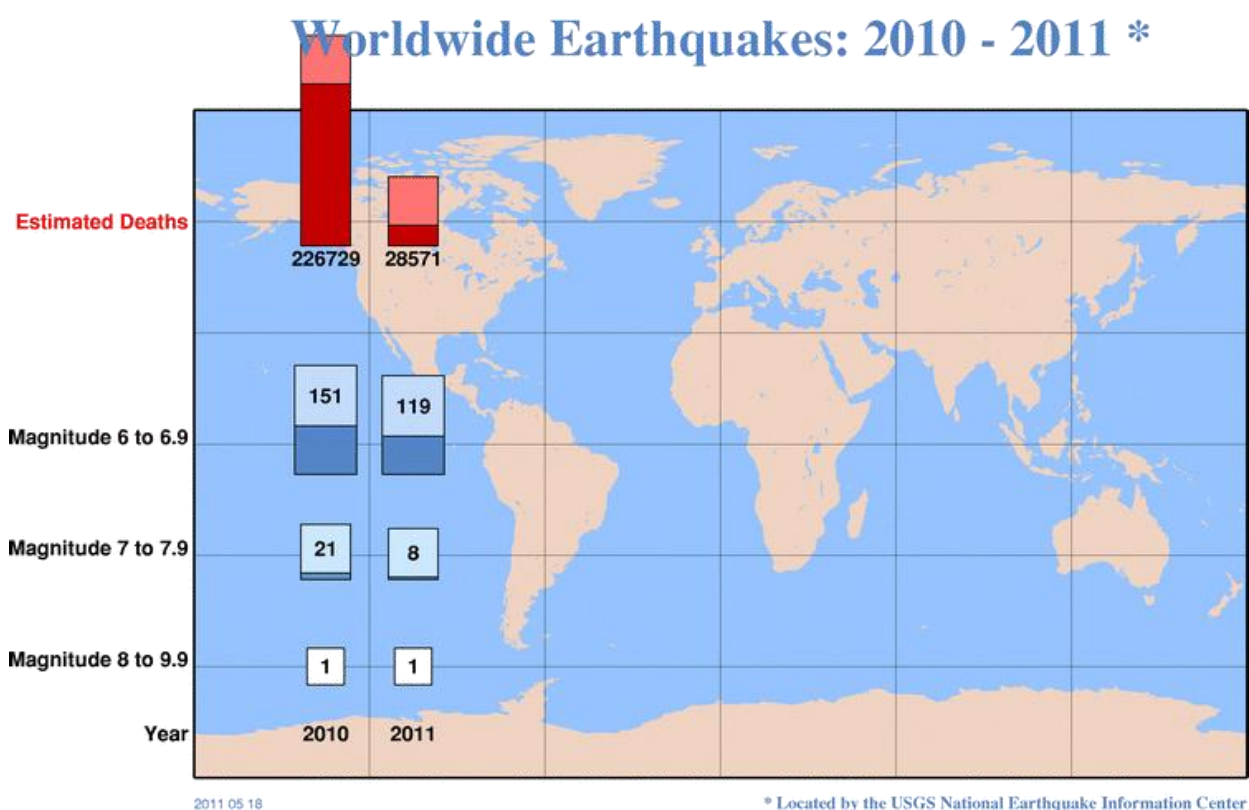 Worldwide Earthquakes: 2010 - 2011 *
Estimated Deaths
226729 28571
151 119
Magnitude 6 to 6.9
Magnitude 7 to 7.9 21 8
Magnitude 8 to 9.9 1 1
Year 2010 2011
2011 05 18 * Located by the USGS National Earthquake Information Center